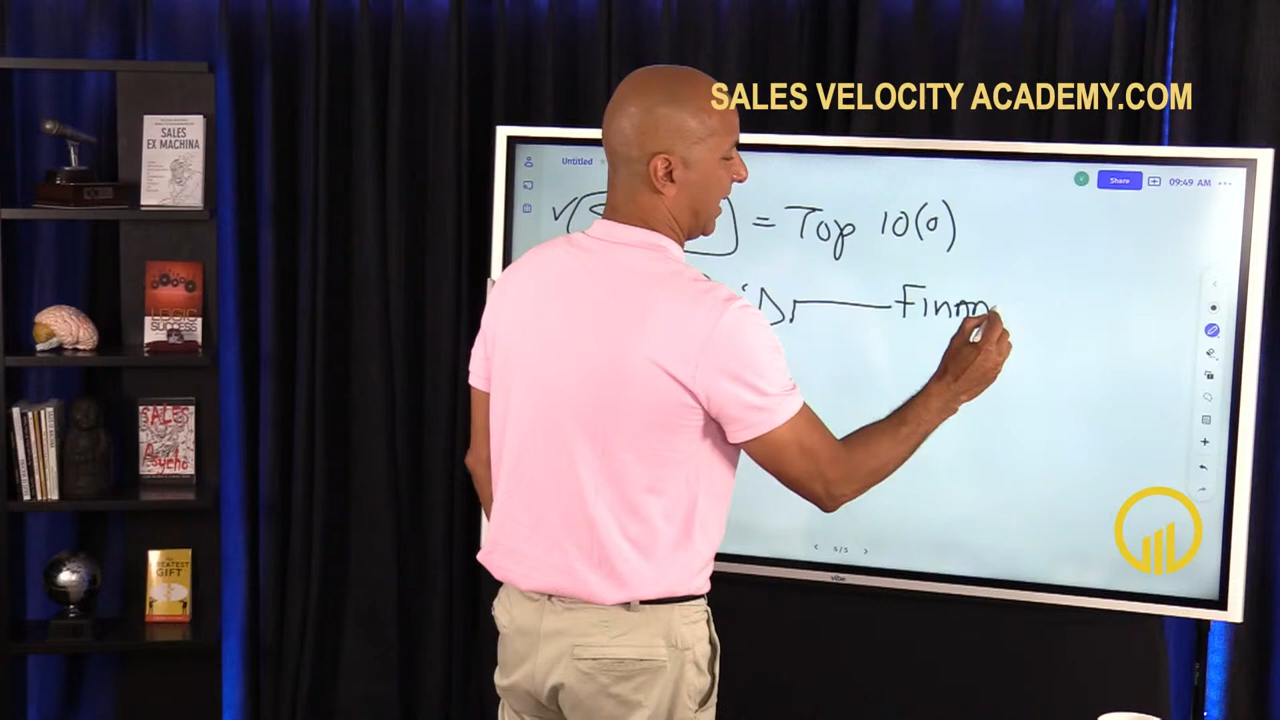 SALES VELOCITY ACADEMY.COM
Untitled
Share
09:49 AM
= Top 10(0)
Finan
5/5
vibe
SALES
EX MACHINA
LOGIC
SUCCESS
SALES
Psycho
GREATEST
GIFT